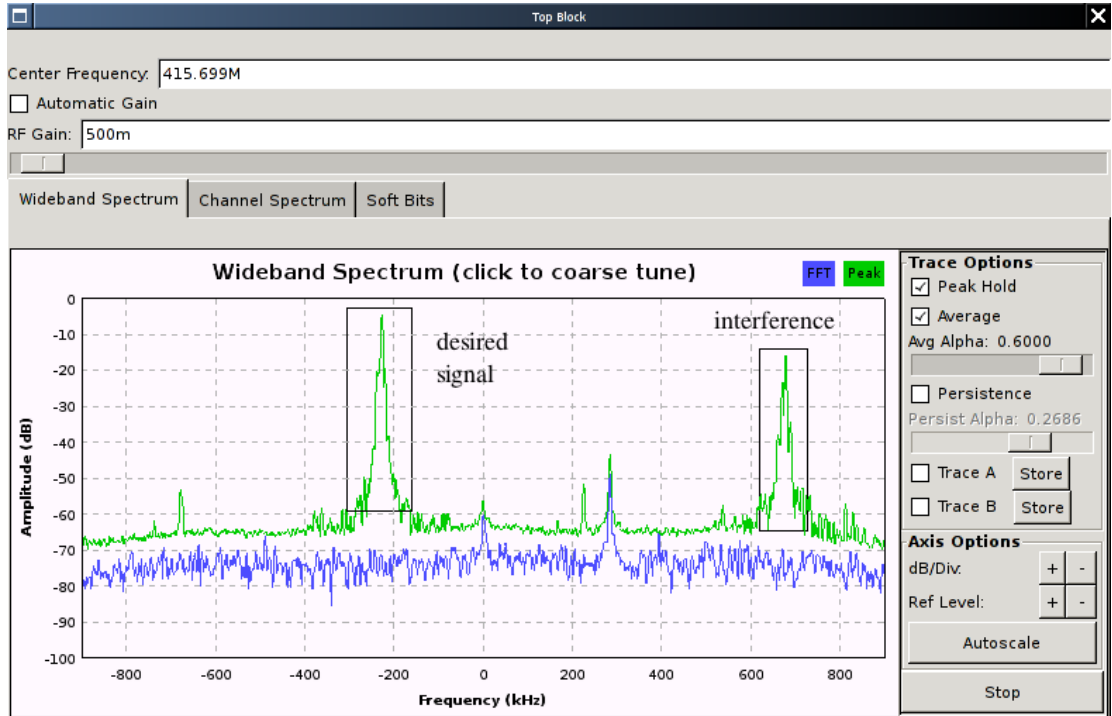 Top Block
Center Frequency: 415.699M
Automatic Gain
RF Gain: 500m
Wideband Spectrum Channel Spectrum Soft Bits
Wideband Spectrum (click to coarse tune)
FFT Peak
Trace Options
Peak Hold
Average
Avg Alpha: 0.6000
Persistence
Persist Alpha: 0.2686
Trace A Store
Trace B Store
Axis Options
dB/Div: + -
Ref Level: + -
Autoscale
Stop
desired
signal
interference
Amplitude (dB)
0
-10
-20
-30
-40
-50
-60
-70
-80
-90
-100
-800 -600 -400 -200 0 200 400 600 800
Frequency (kHz)